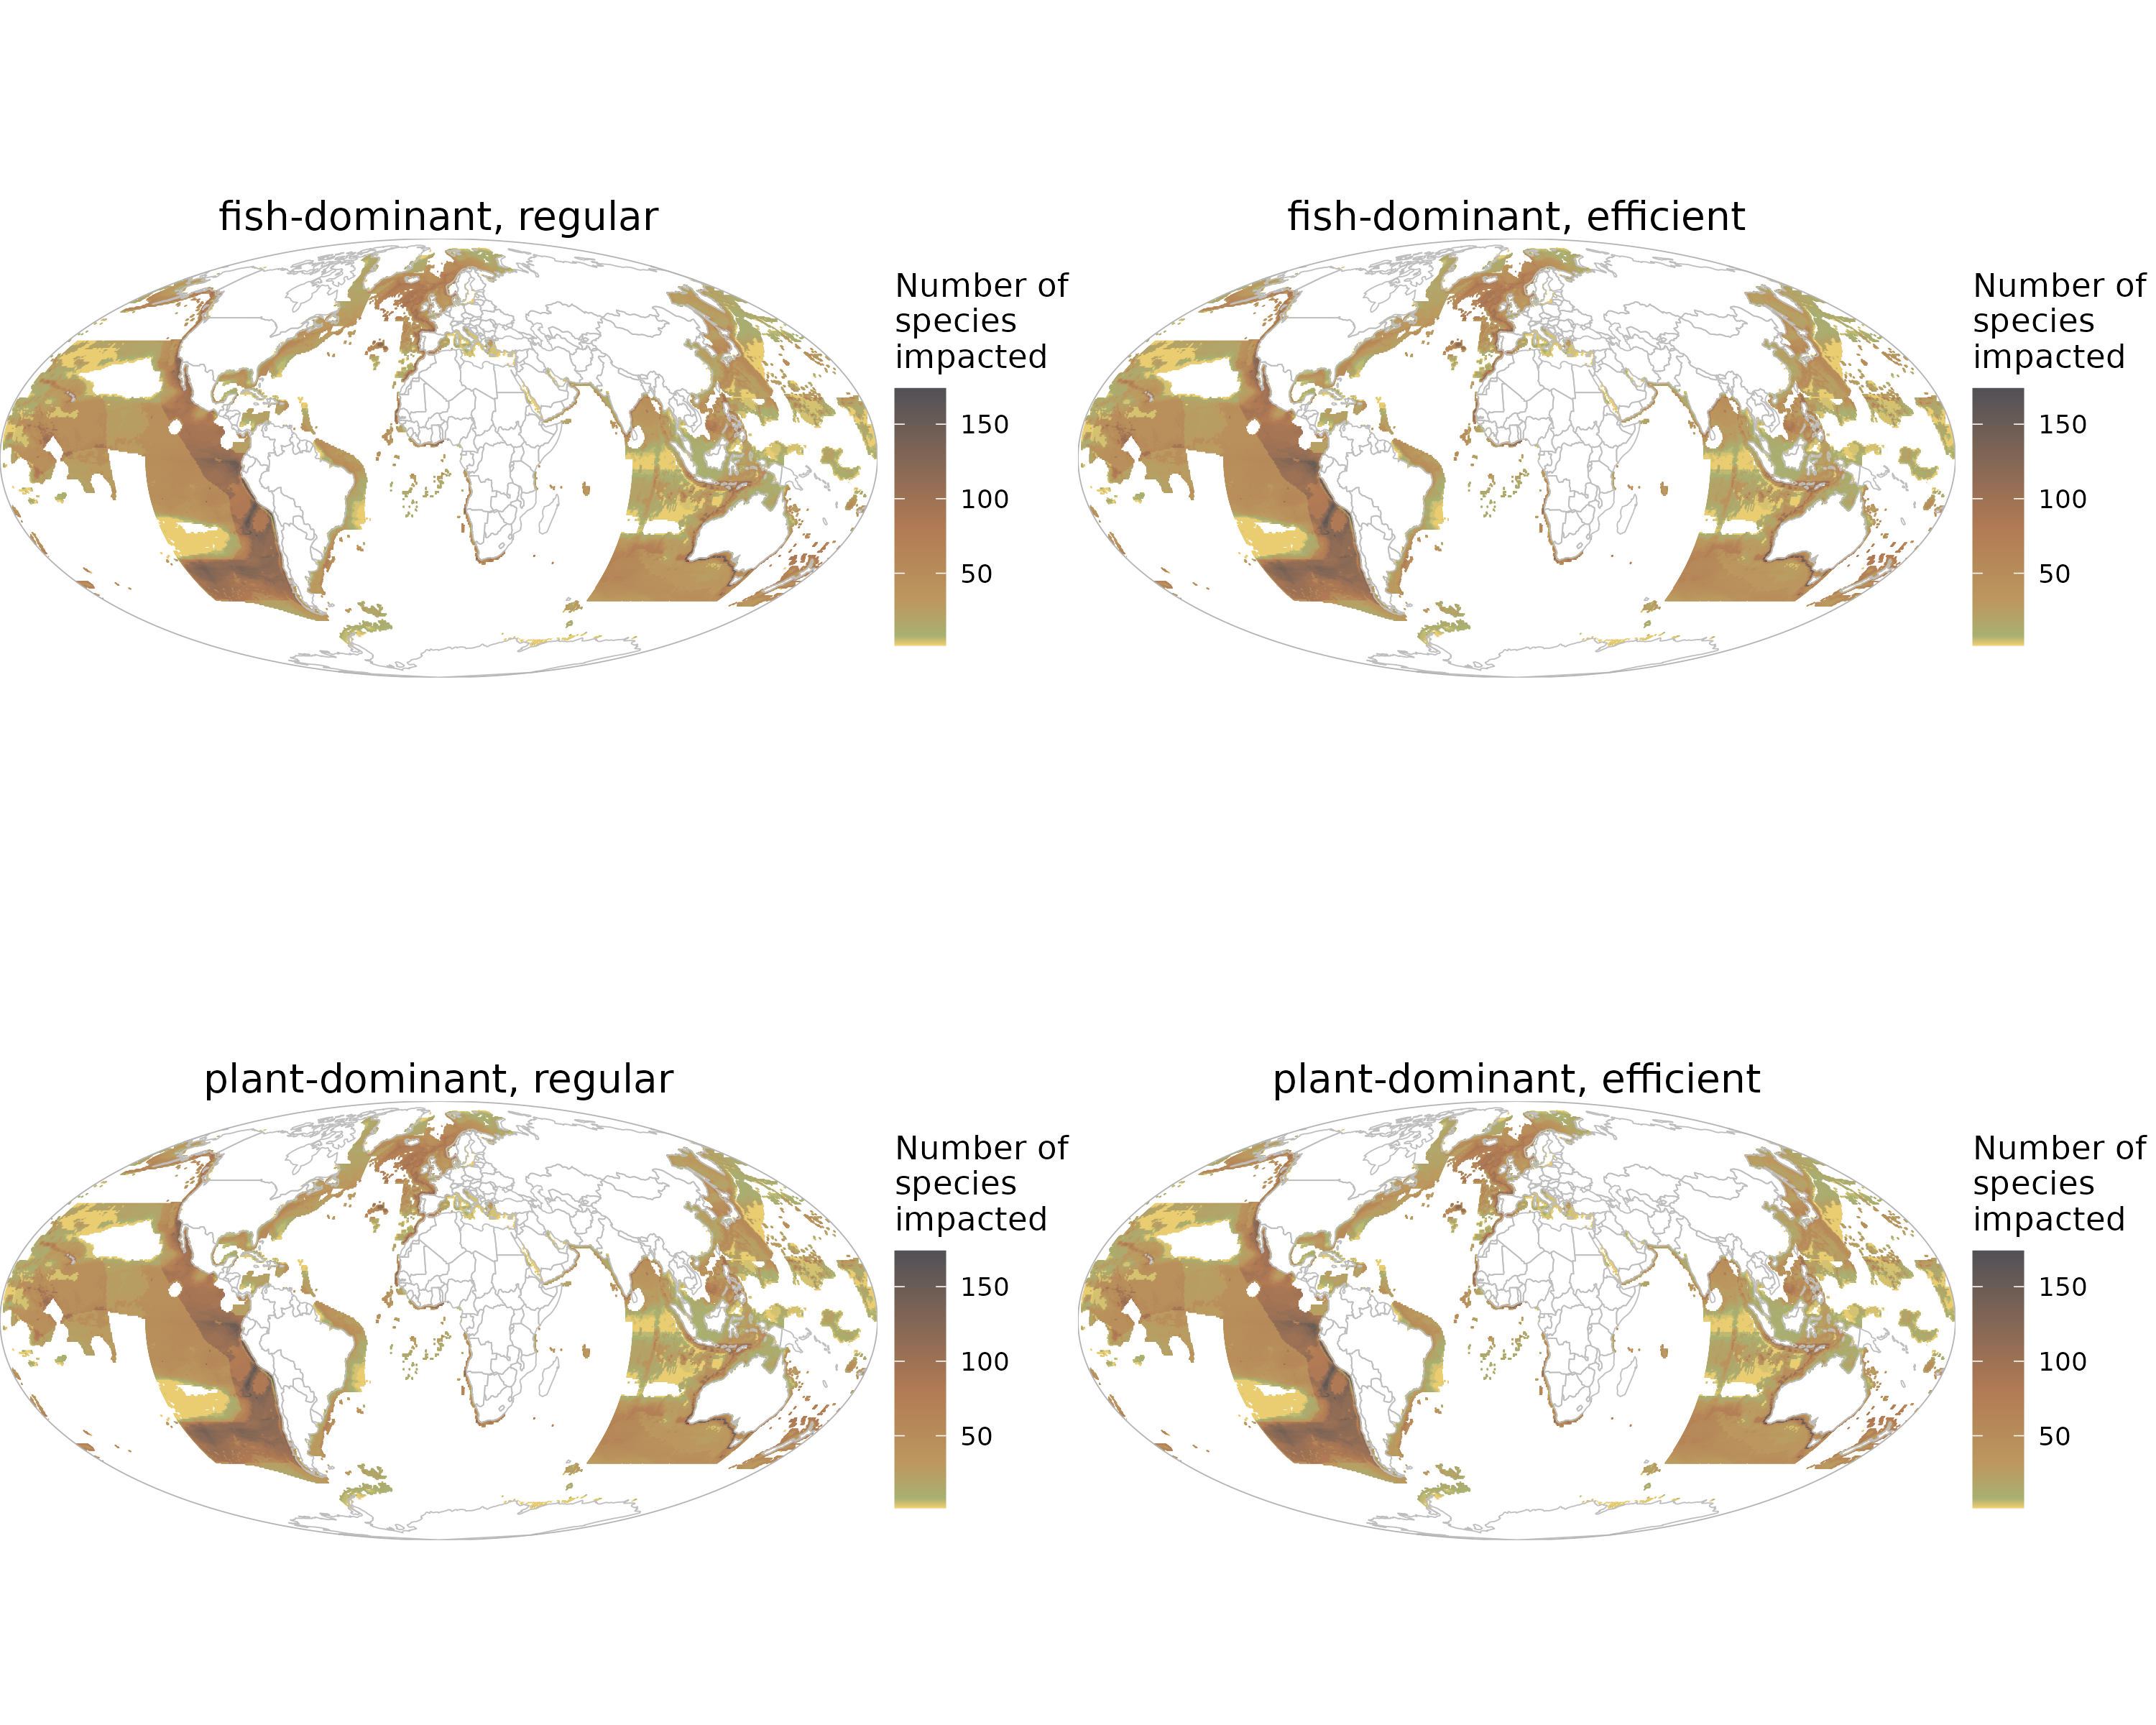 fish-dominant, regular
Number of
species
impacted
150
100
50
fish-dominant, efficient
Number of
species
impacted
150
100
50
plant-dominant, regular
Number of
species
impacted
150
100
50
plant-dominant, efficient
Number of
species
impacted
150
100
50